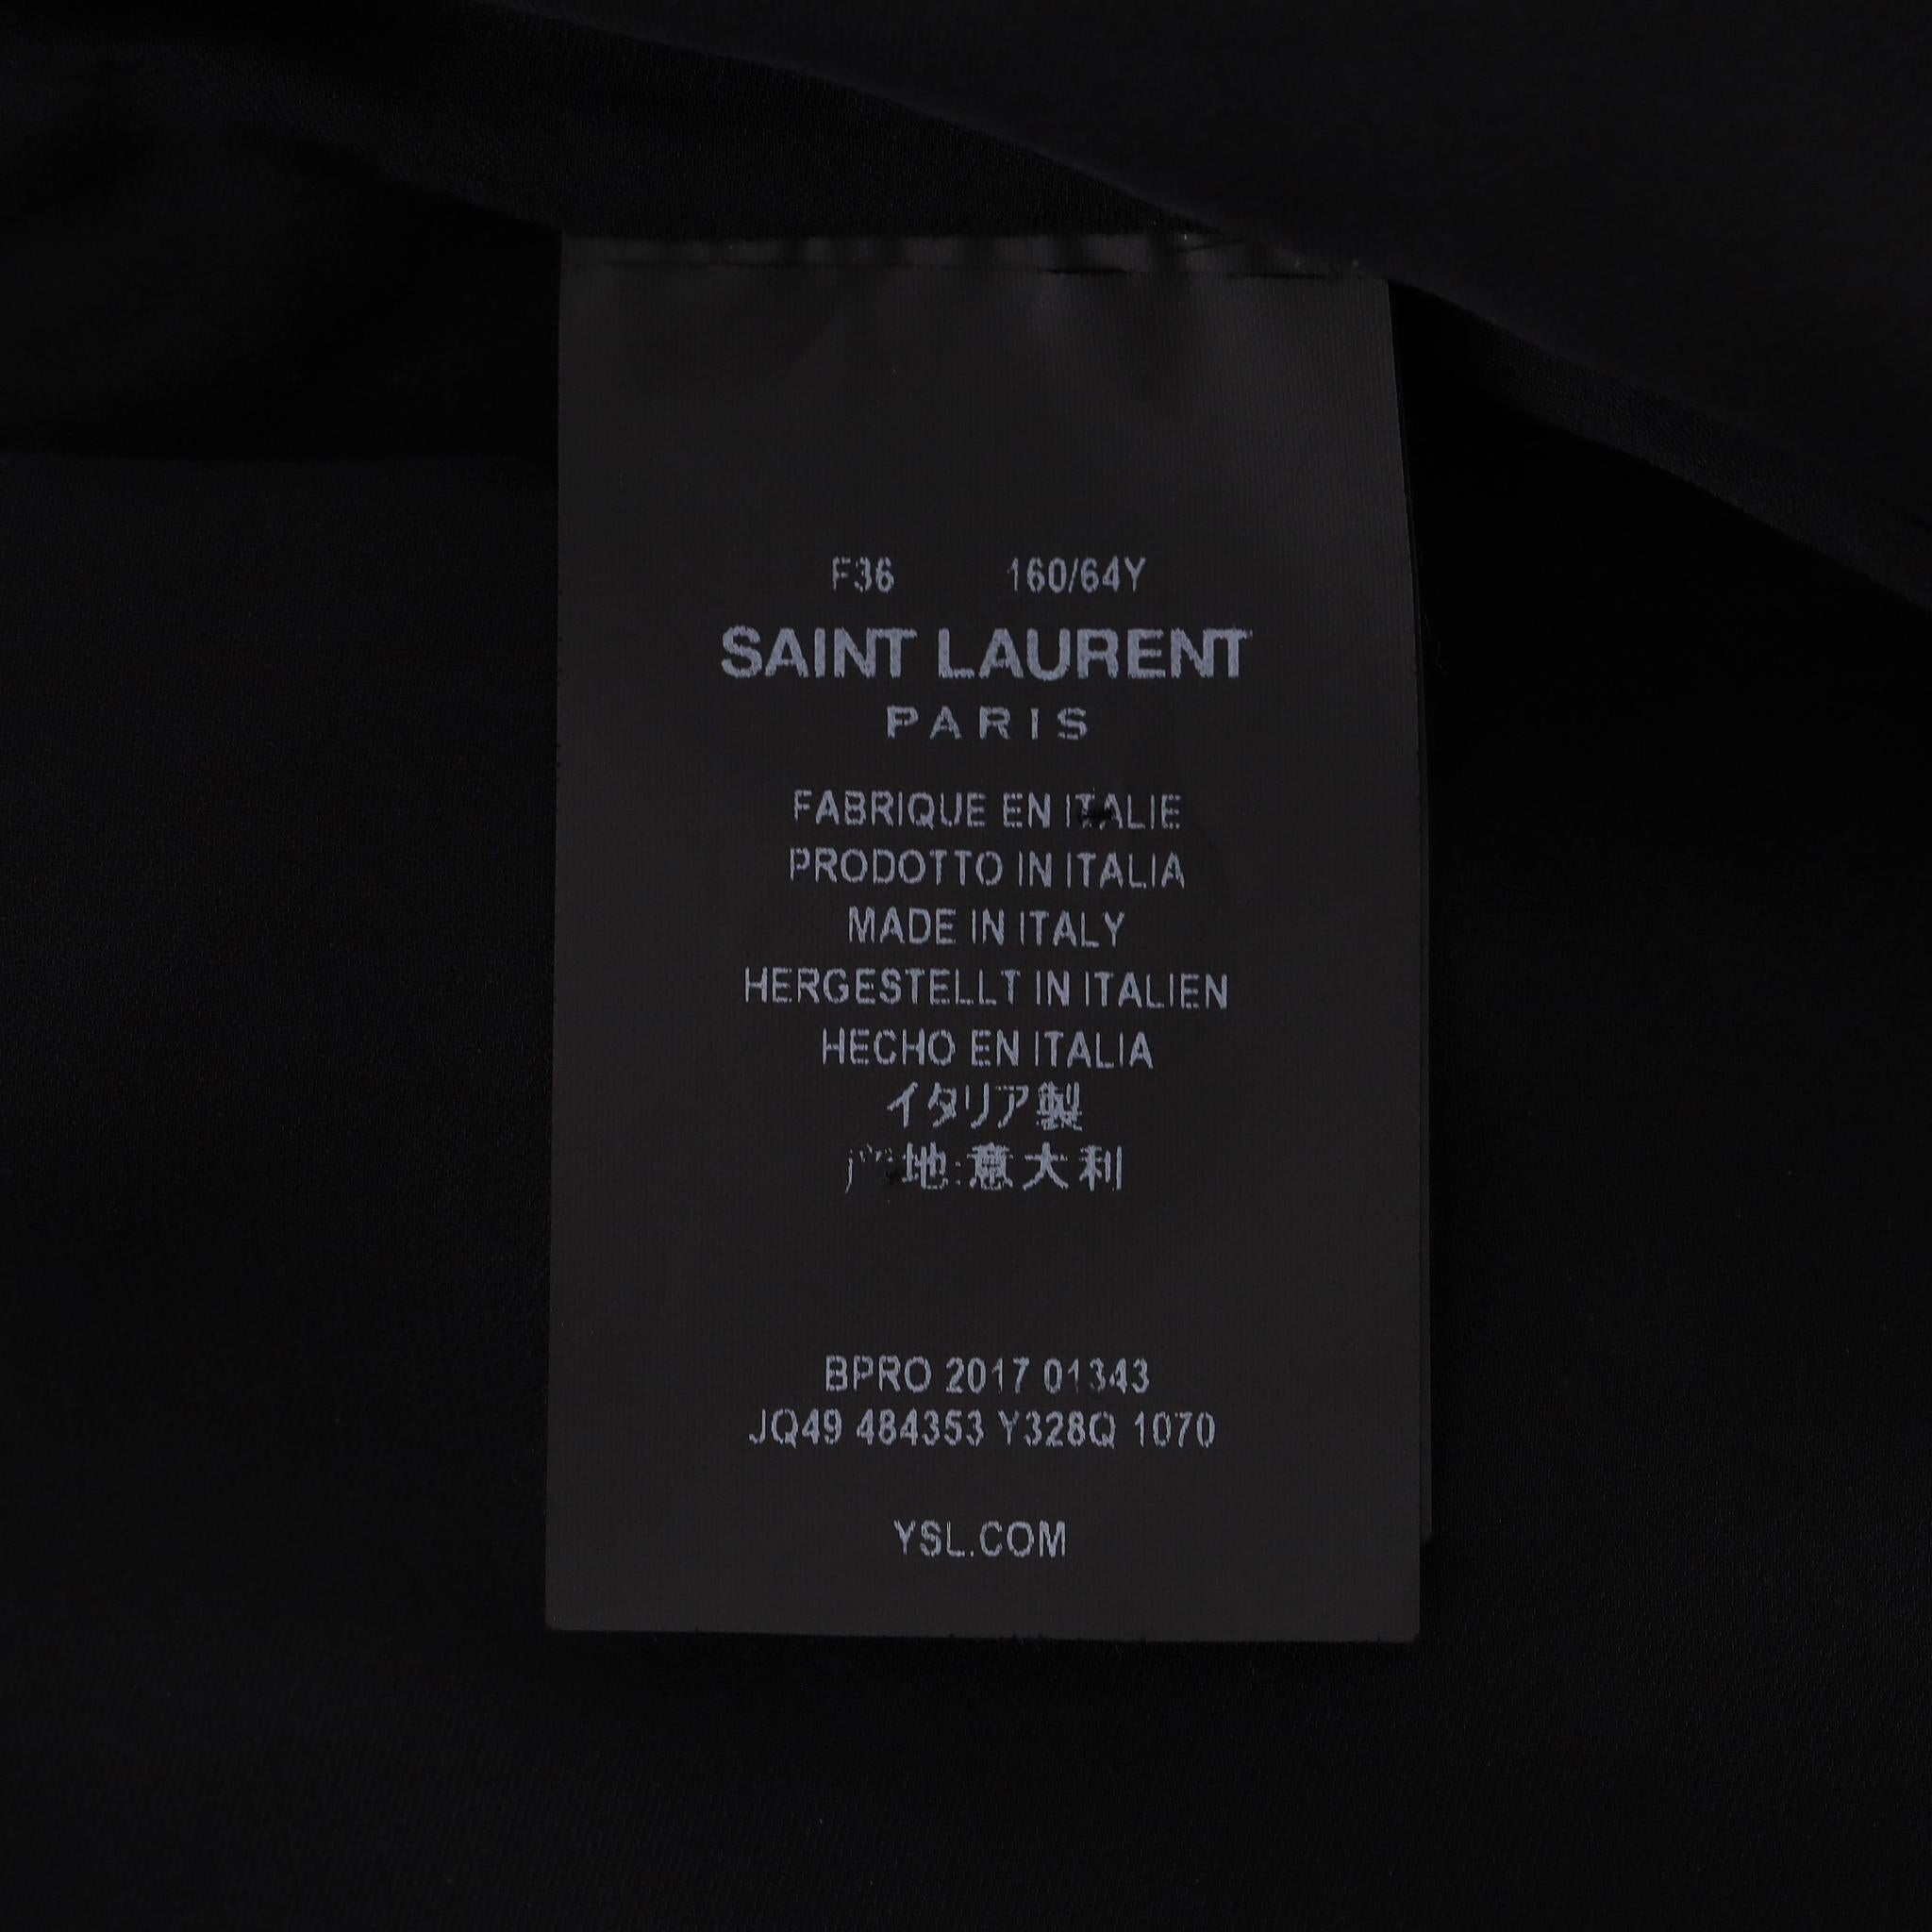 F36 160/64Y
SAINT LAURENT
PARIS
FABRIQUE EN ITALIE
PRODOTTO IN ITALIA
MADE IN ITALY
HERGESTELLT IN ITALIEN
HECHO EN ITALIA
イタリア製
地:意大利
BPRO 2017 01343
JQ49 484353 Y328Q 1070
YSL.COM